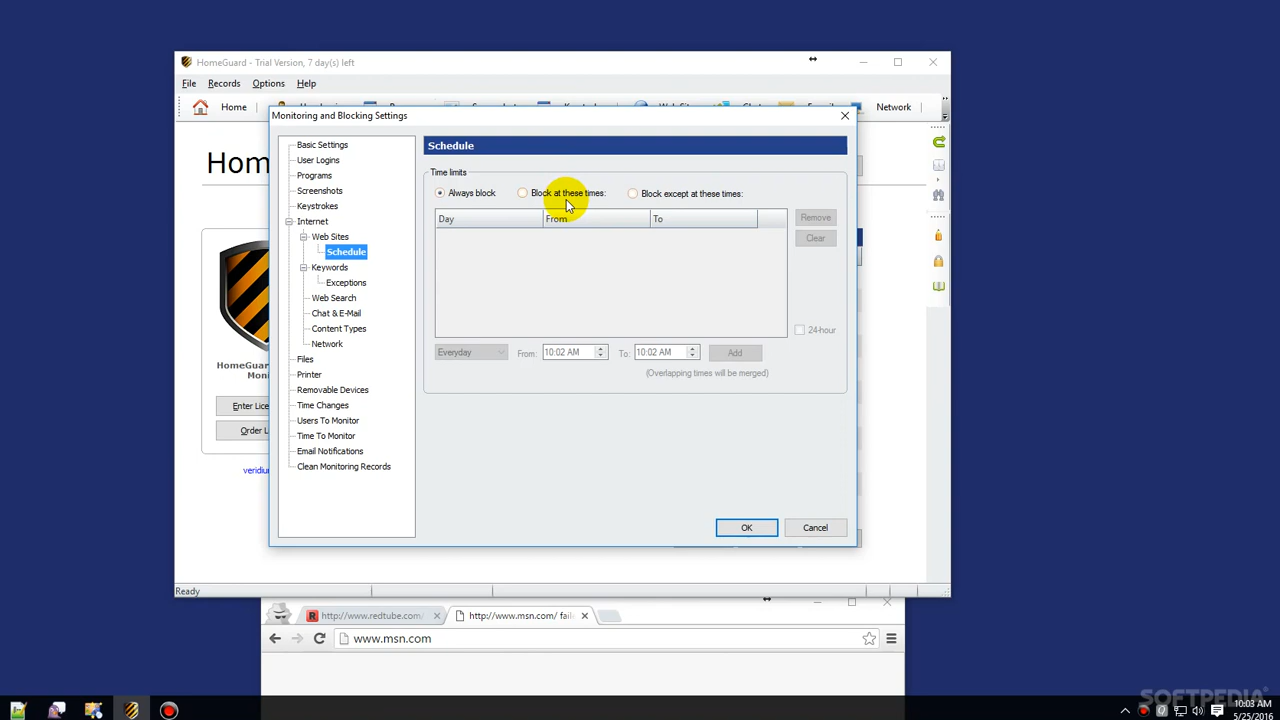 HomeGuard - Trial Version, 7 day(s) left
File Records Options Help
Home Network
Monitoring and Blocking Settings
Basic Settings
User Logins
Programs
Screenshots
Keystrokes
Internet
Web Sites
Schedule
Keywords
Exceptions
Web Search
Chat & E-Mail
Content Types
Network
Files
Printer
Removable Devices
Time Changes
Users To Monitor
Time To Monitor
Email Notifications
Clean Monitoring Records
Schedule
Time limits
Always block Block at these times: Block except at these times:
Day From To
Remove
Clear
24-hour
Everyday From: 10:02 AM To: 10:02 AM Add
(Overlapping times will be merged)
OK Cancel
Hom
HomeGuard
Moni
Enter Lice
Order L
veridiu
Ready
http://www.redtube.com/ http://www.msn.com/ fail
www.msn.com
SOFTPEDIA
10:03 AM
5/25/2016